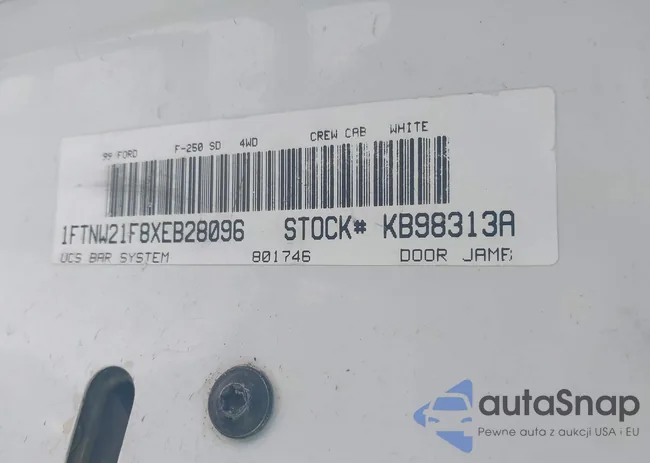 99 FORD F-250 SD 4WD CREW CAB WHITE
1FTNW21F8XEB28096 STOCK# KB98313A
UCS BAR SYSTEM 801746 DOOR JAMB
autaSnap
Pewne auta z aukcji USA i EU